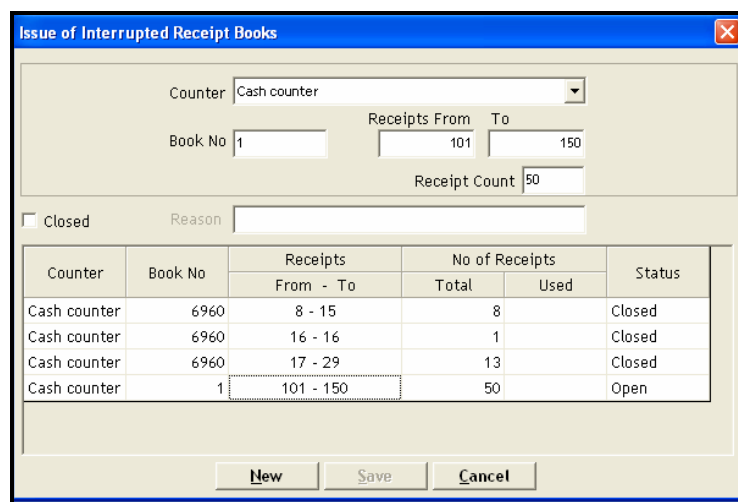 Issue of Interrupted Receipt Books
Counter Cash counter
Receipts From To
Book No 1 101 150
Receipt Count 50
Closed Reason
Counter Book No Receipts No of Receipts Status
From - To Total Used
Cash counter 6960 8 - 15 8 Closed
Cash counter 6960 16 - 16 1 Closed
Cash counter 6960 17 - 29 13 Closed
Cash counter 1 101 - 150 50 Open
New Save Cancel